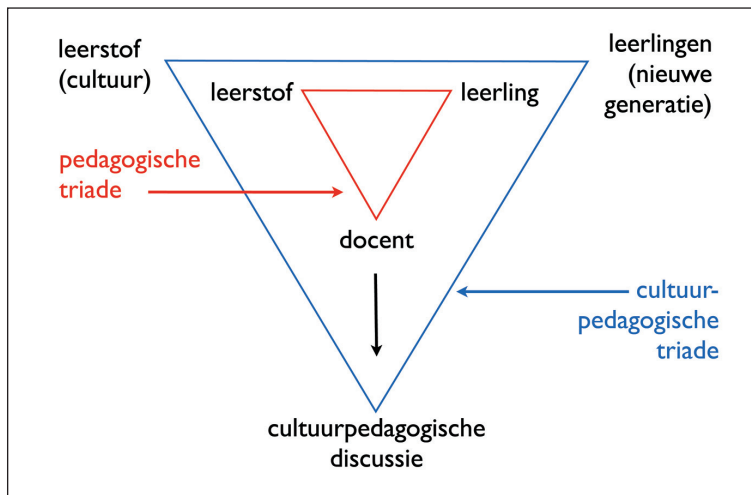 leerstof
(cultuur)
leerlingen
(nieuwe
generatie)
leerstof
leerling
pedagogische
triade
docent
cultuur-
pedagogische
triade
cultuurpedagogische
discussie